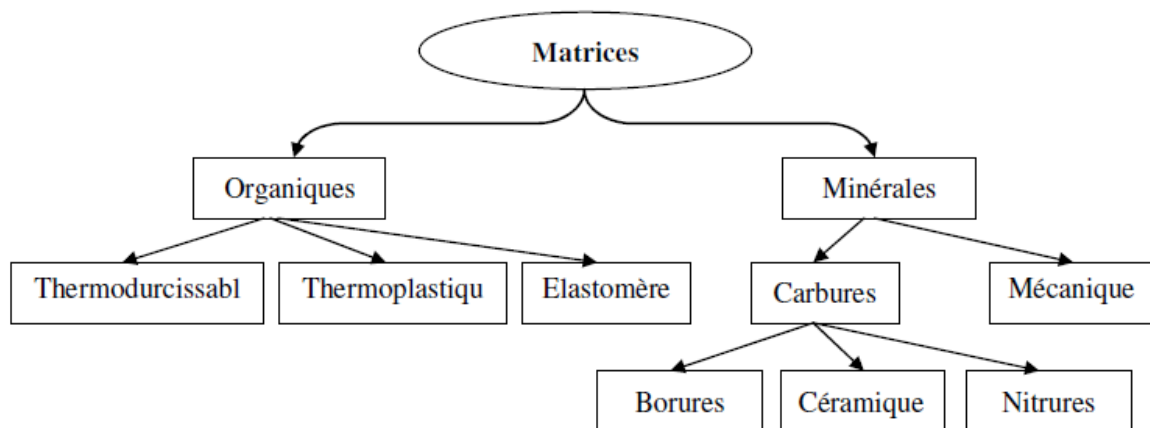 Matrices
Organiques
Minérales
Thermodurcissabl
Thermoplastiqu
Elastomère
Carbures
Mécanique
Borures
Céramique
Nitrures